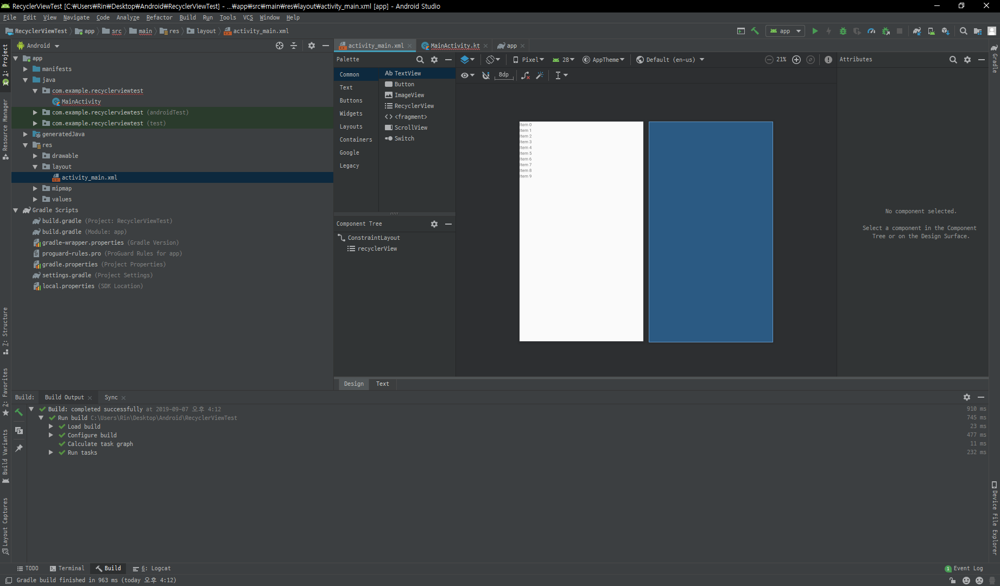 RecyclerViewTest [C:₩Users₩Rin₩Desktop₩Android₩RecyclerViewTest] - ...₩app₩src₩main₩res₩layout₩activity_main.xml [app] - Android Studio
File Edit View Navigate Code Analyze Refactor Build Run Tools VCS Window Help
RecyclerViewTest app src main res layout activity_main.xml
app
1: Project
Resource Manager
7: Structure
2: Favorites
Build Variants
Layout Captures
Android
app
manifests
java
com.example.recyclerviewtest
MainActivity
com.example.recyclerviewtest (androidTest)
com.example.recyclerviewtest (test)
generatedJava
res
drawable
layout
activity_main.xml
mipmap
values
Gradle Scripts
build.gradle (Project: RecyclerViewTest)
build.gradle (Module: app)
gradle-wrapper.properties (Gradle Version)
proguard-rules.pro (ProGuard Rules for app)
gradle.properties (Project Properties)
settings.gradle (Project Settings)
local.properties (SDK Location)
activity_main.xml MainActivity.kt app
Palette
Common
Text
Buttons
Widgets
Layouts
Containers
Google
Legacy
Ab TextView
Button
ImageView
RecyclerView
<fragment>
ScrollView
Switch
Component Tree
ConstraintLayout
recyclerView
Pixel 28 AppTheme Default (en-us) 21%
8dp
Item 0
Item 1
Item 2
Item 3
Item 4
Item 5
Item 6
Item 7
Item 8
Item 9
Attributes
No component selected.
Select a component in the Component
Tree or on the Design Surface.
Gradle
Device File Explorer
Design Text
Build: Build Output Sync
Build: completed successfully at 2019-09-07 오후 4:12 910 ms
Run build C:\Users\Rin\Desktop\Android\RecyclerViewTest 745 ms
Load build 23 ms
Configure build 477 ms
Calculate task graph 11 ms
Run tasks 232 ms
TODO Terminal Build 6: Logcat 1 Event Log
Gradle build finished in 963 ms (today 오후 4:12)